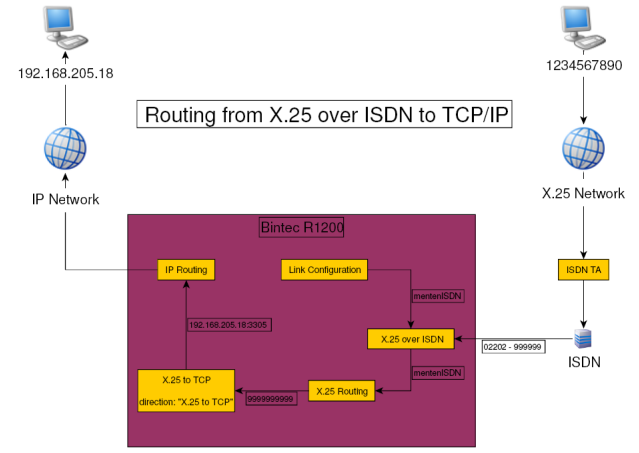 192.168.205.18
1234567890
Routing from X.25 over ISDN to TCP/IP
IP Network
X.25 Network
Bintec R1200
IP Routing
Link Configuration
ISDN TA
mentenISDN
192.168.205.18:3305
X.25 over ISDN
02202 - 999999
ISDN
mentenISDN
X.25 to TCP
direction: "X.25 to TCP"
9999999999
X.25 Routing